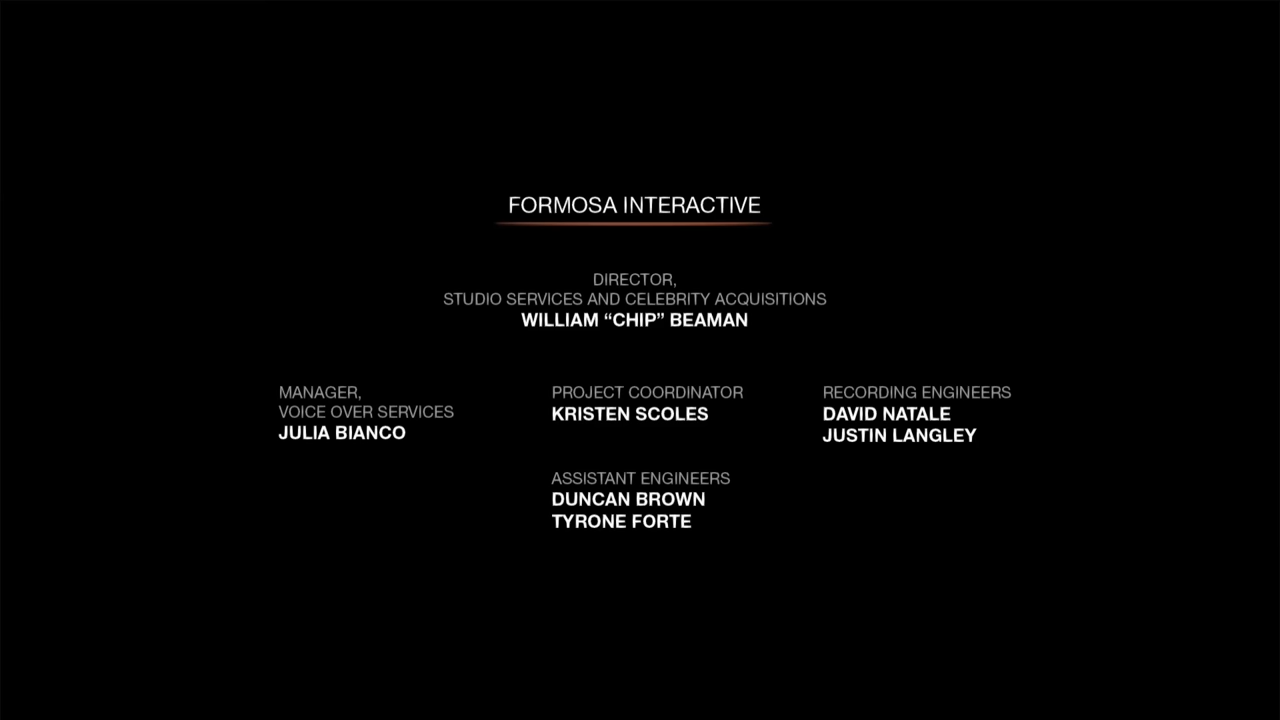 FORMOSA INTERACTIVE
DIRECTOR,
STUDIO SERVICES AND CELEBRITY ACQUISITIONS
WILLIAM “CHIP” BEAMAN
MANAGER,
VOICE OVER SERVICES
JULIA BIANCO
PROJECT COORDINATOR
KRISTEN SCOLES
RECORDING ENGINEERS
DAVID NATALE
JUSTIN LANGLEY
ASSISTANT ENGINEERS
DUNCAN BROWN
TYRONE FORTE